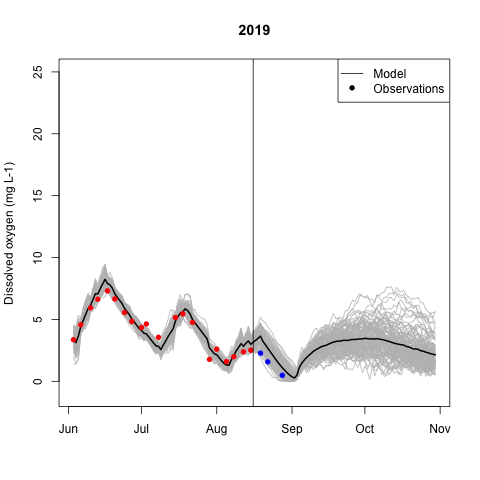 2019
Model
Observations
Dissolved oxygen (mg L-1)
25
20
15
10
5
0
Jun Jul Aug Sep Oct Nov